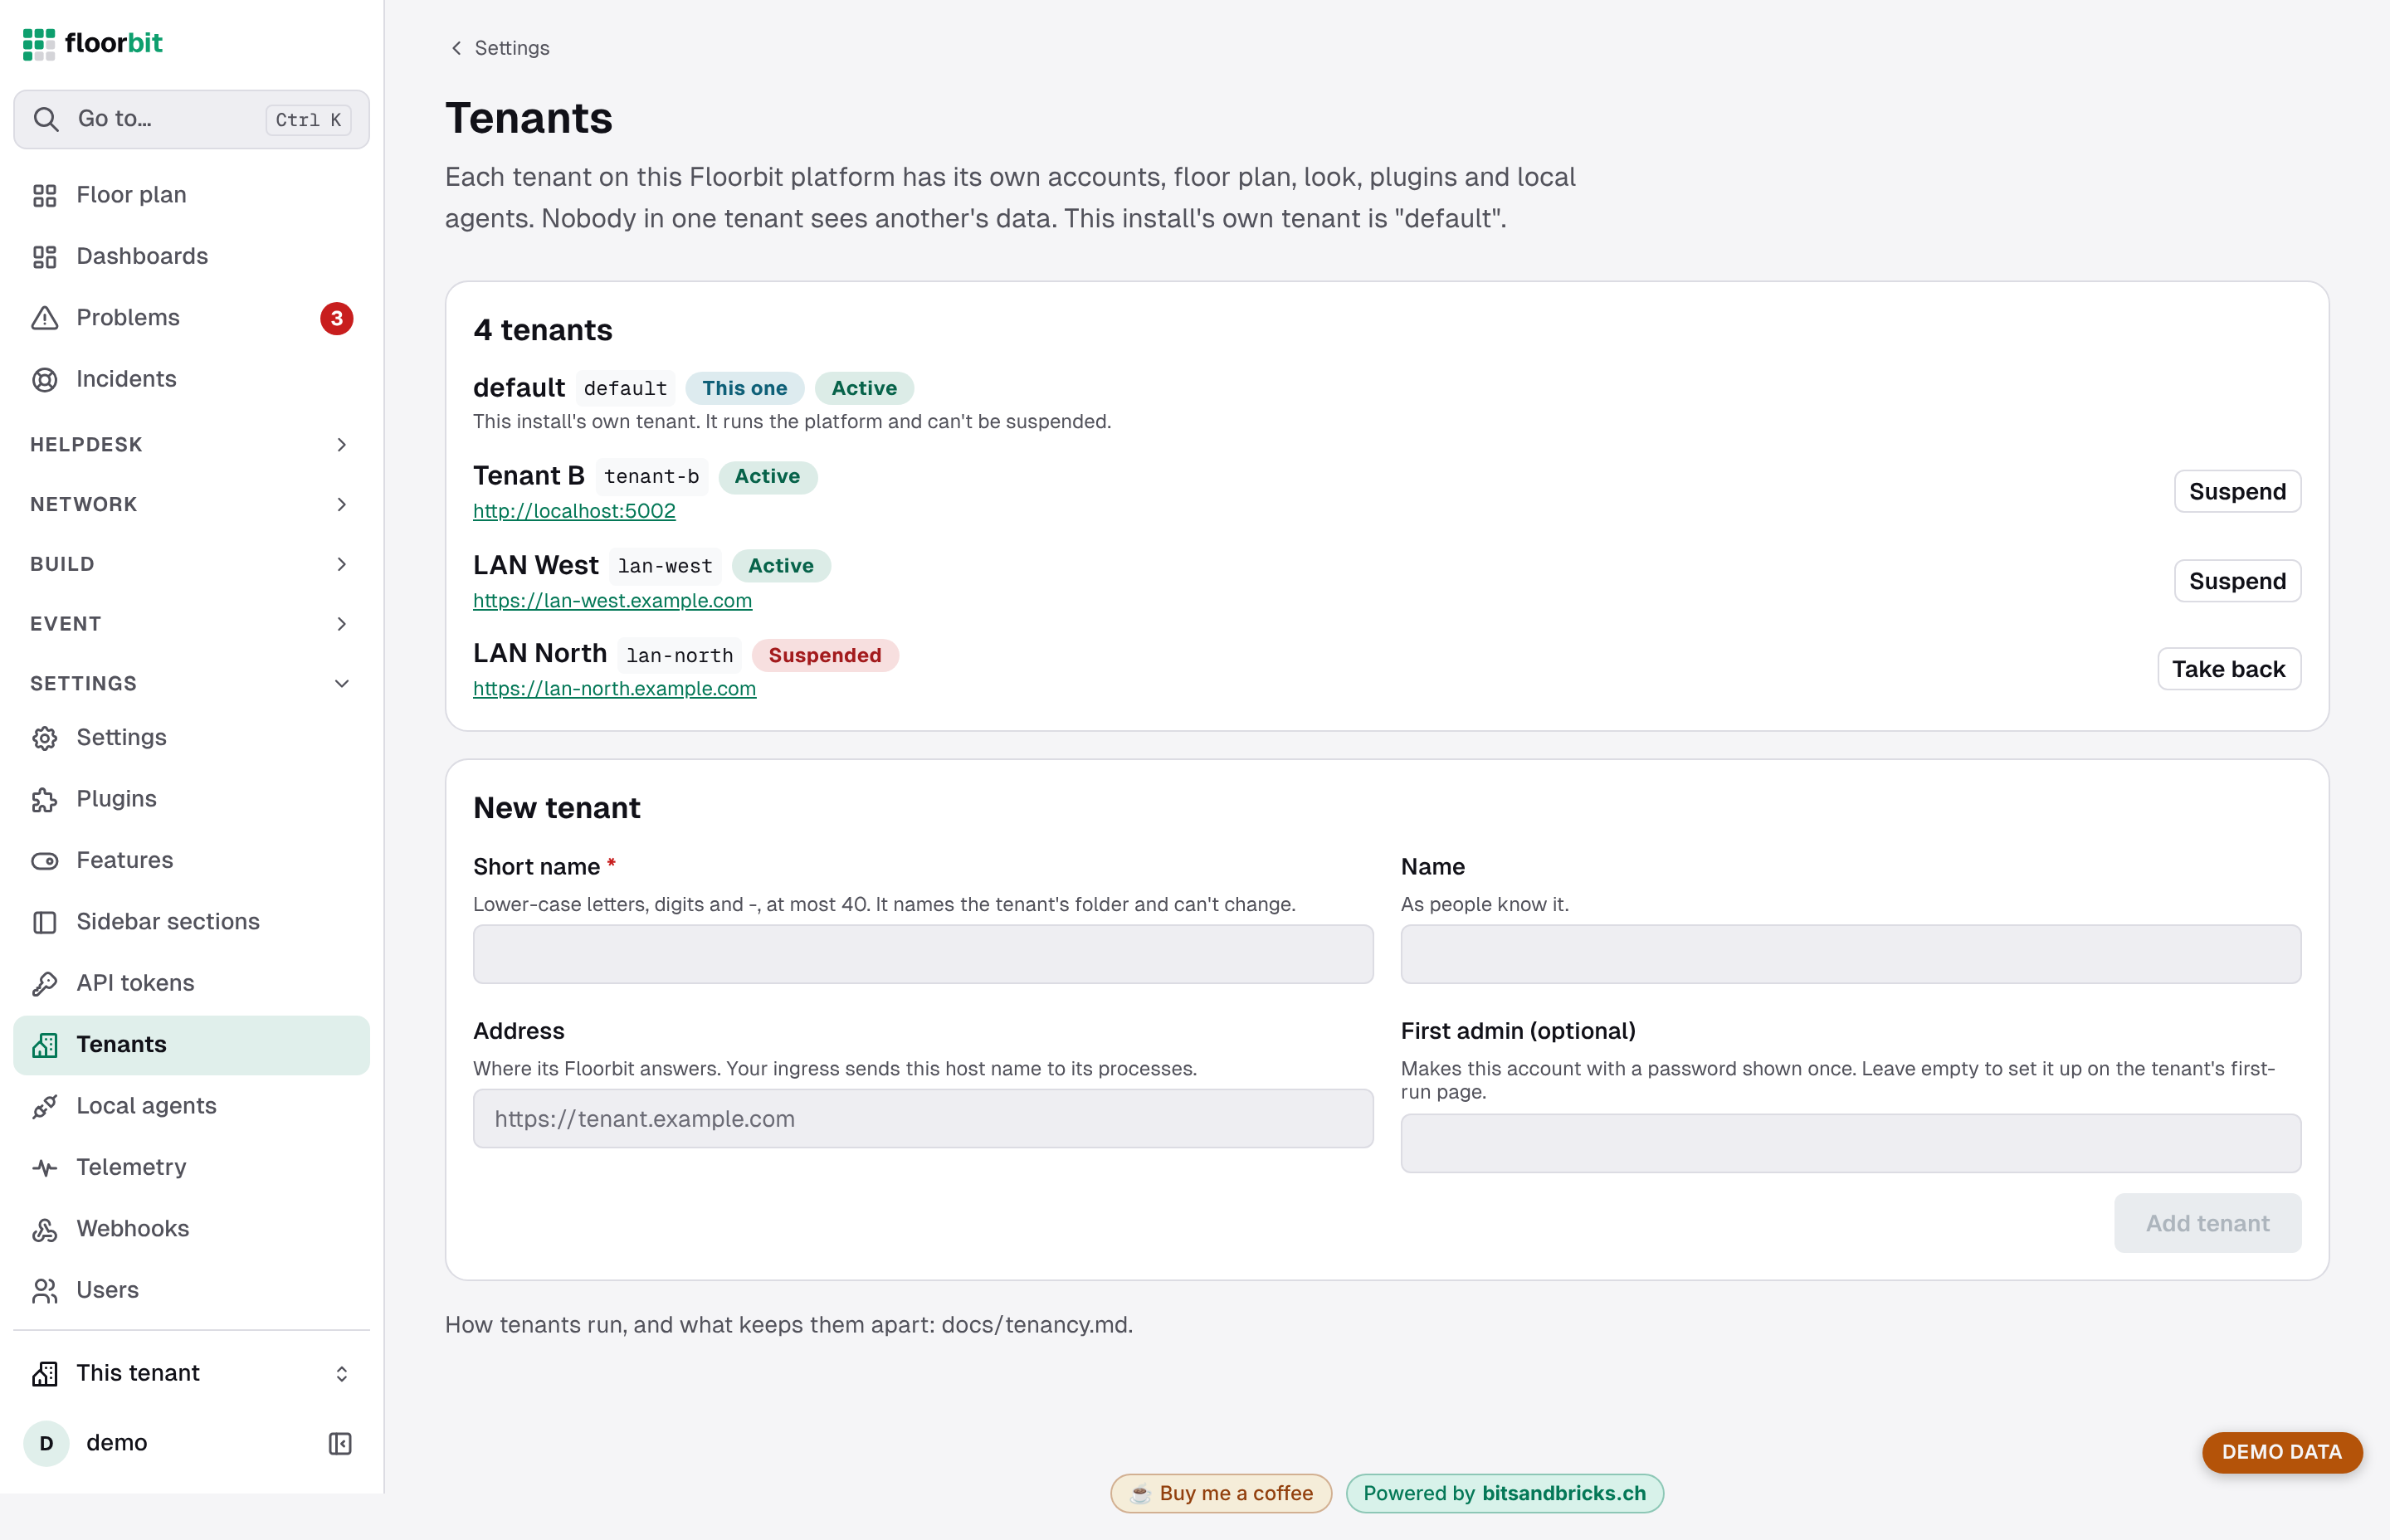 floorbit
Go to...
Ctrl K
Floor plan
Dashboards
Problems
3
Incidents
HELPDESK
NETWORK
BUILD
EVENT
SETTINGS
Settings
Plugins
Features
Sidebar sections
API tokens
Tenants
Local agents
Telemetry
Webhooks
Users
This tenant
D
demo
Settings
Tenants
Each tenant on this Floorbit platform has its own accounts, floor plan, look, plugins and local
agents. Nobody in one tenant sees another's data. This install's own tenant is "default".
4 tenants
default default This one Active
This install's own tenant. It runs the platform and can't be suspended.
Tenant B tenant-b Active
http://localhost:5002
Suspend
LAN West lan-west Active
https://lan-west.example.com
Suspend
LAN North lan-north Suspended
https://lan-north.example.com
Take back
New tenant
Short name *
Lower-case letters, digits and -, at most 40. It names the tenant's folder and can't change.
Name
As people know it.
Address
Where its Floorbit answers. Your ingress sends this host name to its processes.
https://tenant.example.com
First admin (optional)
Makes this account with a password shown once. Leave empty to set it up on the tenant's first-
run page.
Add tenant
How tenants run, and what keeps them apart: docs/tenancy.md.
DEMO DATA
Buy me a coffee
Powered by bitsandbricks.ch